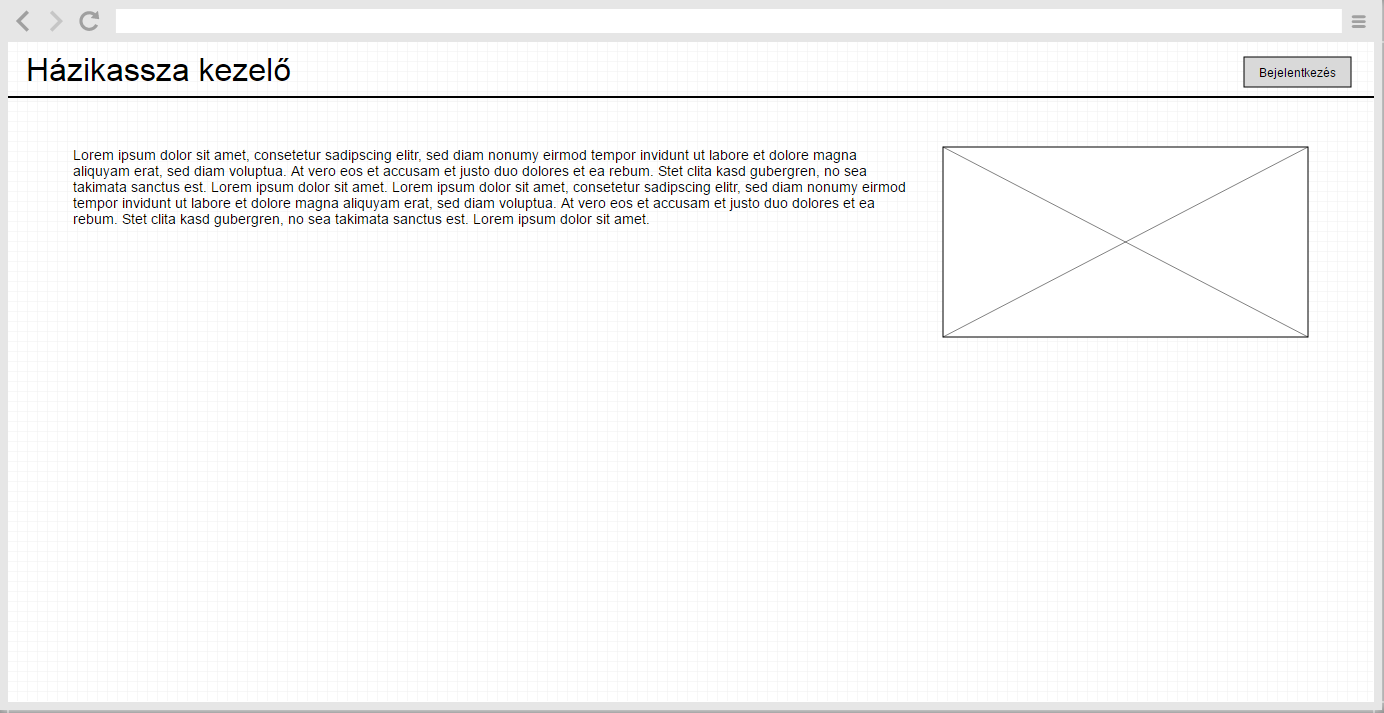 Házikassza kezelő
Bejelentkezés
Lorem ipsum dolor sit amet, consetetur sadipscing elitr, sed diam nonumy eirmod tempor invidunt ut labore et dolore magna
aliquyam erat, sed diam voluptua. At vero eos et accusam et justo duo dolores et ea rebum. Stet clita kasd gubergren, no sea
takimata sanctus est. Lorem ipsum dolor sit amet. Lorem ipsum dolor sit amet, consetetur sadipscing elitr, sed diam nonumy eirmod
tempor invidunt ut labore et dolore magna aliquyam erat, sed diam voluptua. At vero eos et accusam et justo duo dolores et ea
rebum. Stet clita kasd gubergren, no sea takimata sanctus est. Lorem ipsum dolor sit amet.